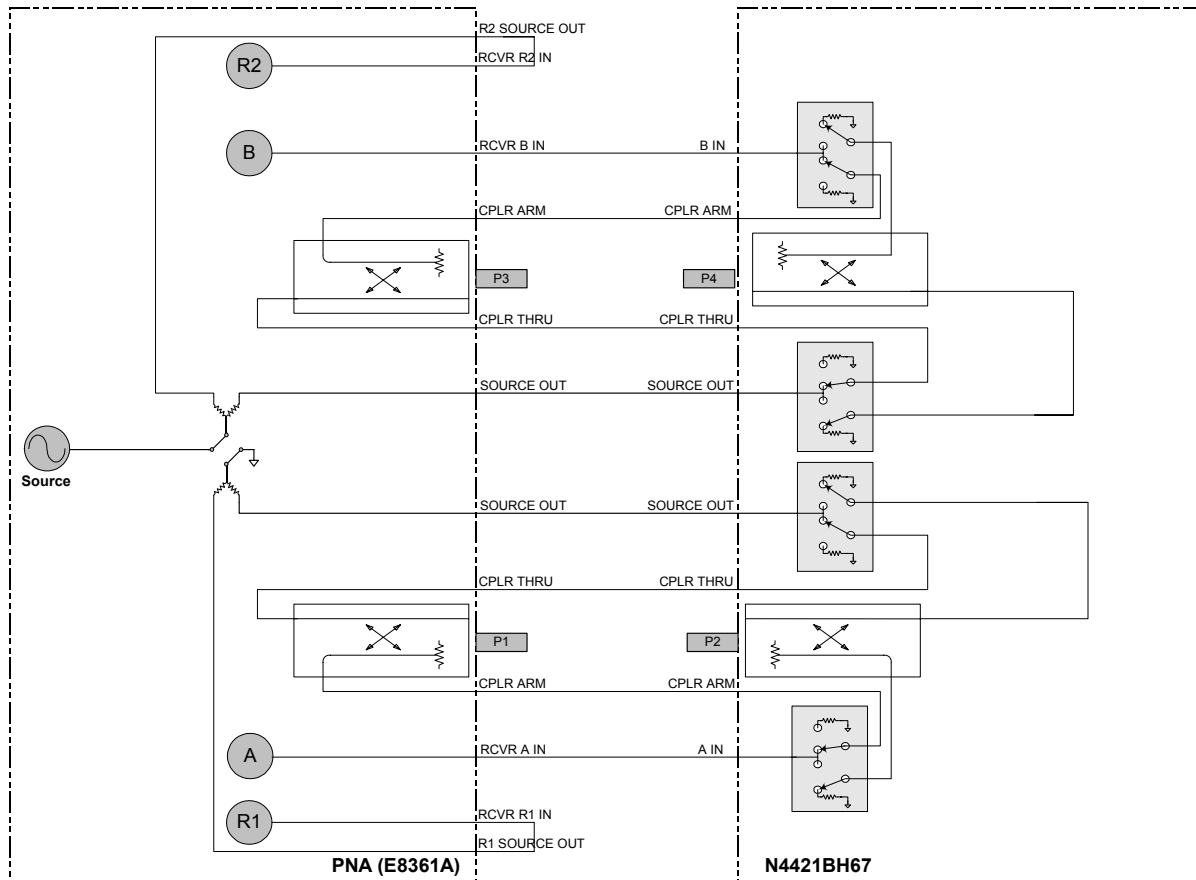 R2 SOURCE OUT
R2
RCVR R2 IN
B
RCVR B IN
B IN
CPLR ARM
CPLR ARM
P3
P4
CPLR THRU
CPLR THRU
SOURCE OUT
SOURCE OUT
Source
SOURCE OUT
SOURCE OUT
CPLR THRU
CPLR THRU
P1
P2
CPLR ARM
CPLR ARM
A
RCVR A IN
A IN
R1
RCVR R1 IN
R1 SOURCE OUT
PNA (E8361A)
N4421BH67